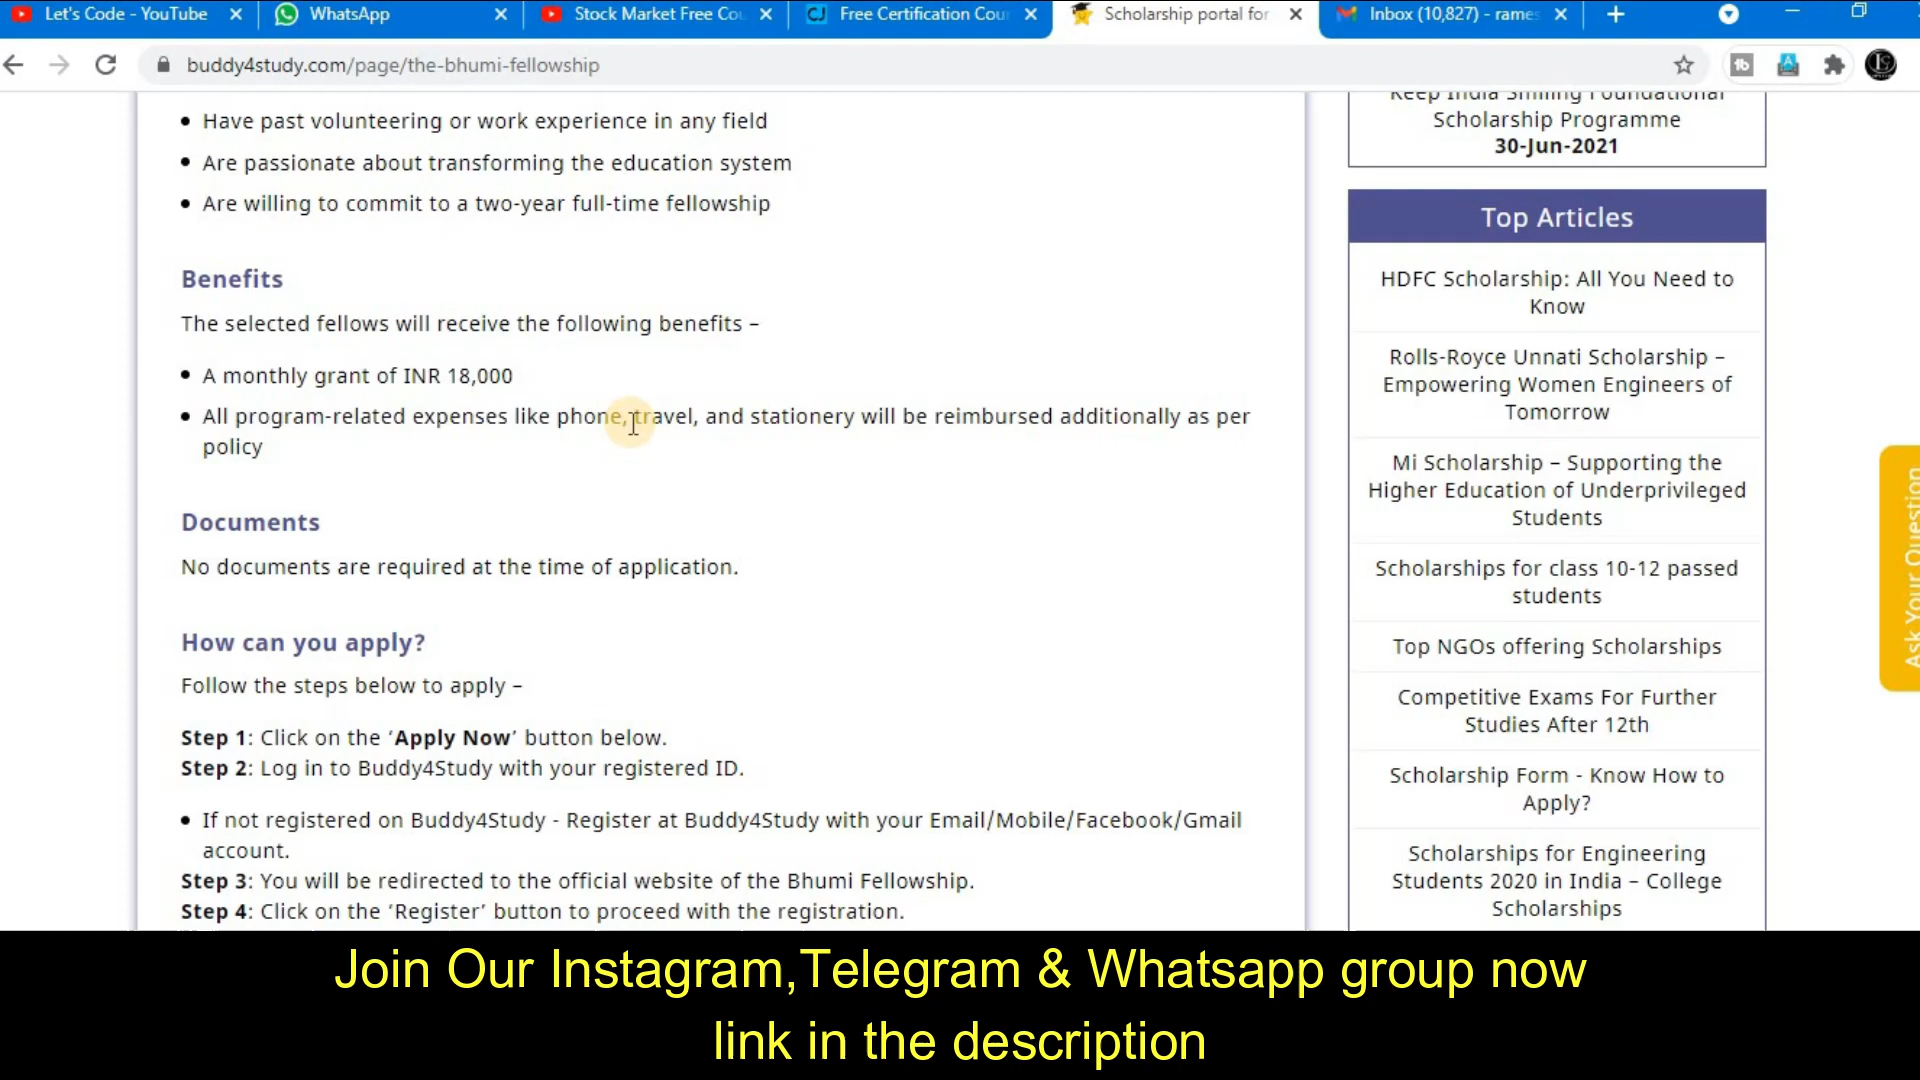 Let's Code - YouTube
WhatsApp
Stock Market Free Cou
Free Certification Cour
Scholarship portal for
Inbox (10,827) - rames
buddy4study.com/page/the-bhumi-fellowship
• Have past volunteering or work experience in any field
• Are passionate about transforming the education system
• Are willing to commit to a two-year full-time fellowship
Benefits
The selected fellows will receive the following benefits –
• A monthly grant of INR 18,000
• All program-related expenses like phone, travel, and stationery will be reimbursed additionally as per
policy
Documents
No documents are required at the time of application.
How can you apply?
Follow the steps below to apply –
Step 1: Click on the ‘Apply Now’ button below.
Step 2: Log in to Buddy4Study with your registered ID.
• If not registered on Buddy4Study - Register at Buddy4Study with your Email/Mobile/Facebook/Gmail
account.
Step 3: You will be redirected to the official website of the Bhumi Fellowship.
Step 4: Click on the ‘Register’ button to proceed with the registration.
Keep India Smiling Foundational
Scholarship Programme
30-Jun-2021
Top Articles
HDFC Scholarship: All You Need to
Know
Rolls-Royce Unnati Scholarship –
Empowering Women Engineers of
Tomorrow
Mi Scholarship – Supporting the
Higher Education of Underprivileged
Students
Scholarships for class 10-12 passed
students
Top NGOs offering Scholarships
Competitive Exams For Further
Studies After 12th
Scholarship Form - Know How to
Apply?
Scholarships for Engineering
Students 2020 in India – College
Scholarships
Ask Your Question
Join Our Instagram,Telegram & Whatsapp group now
link in the description